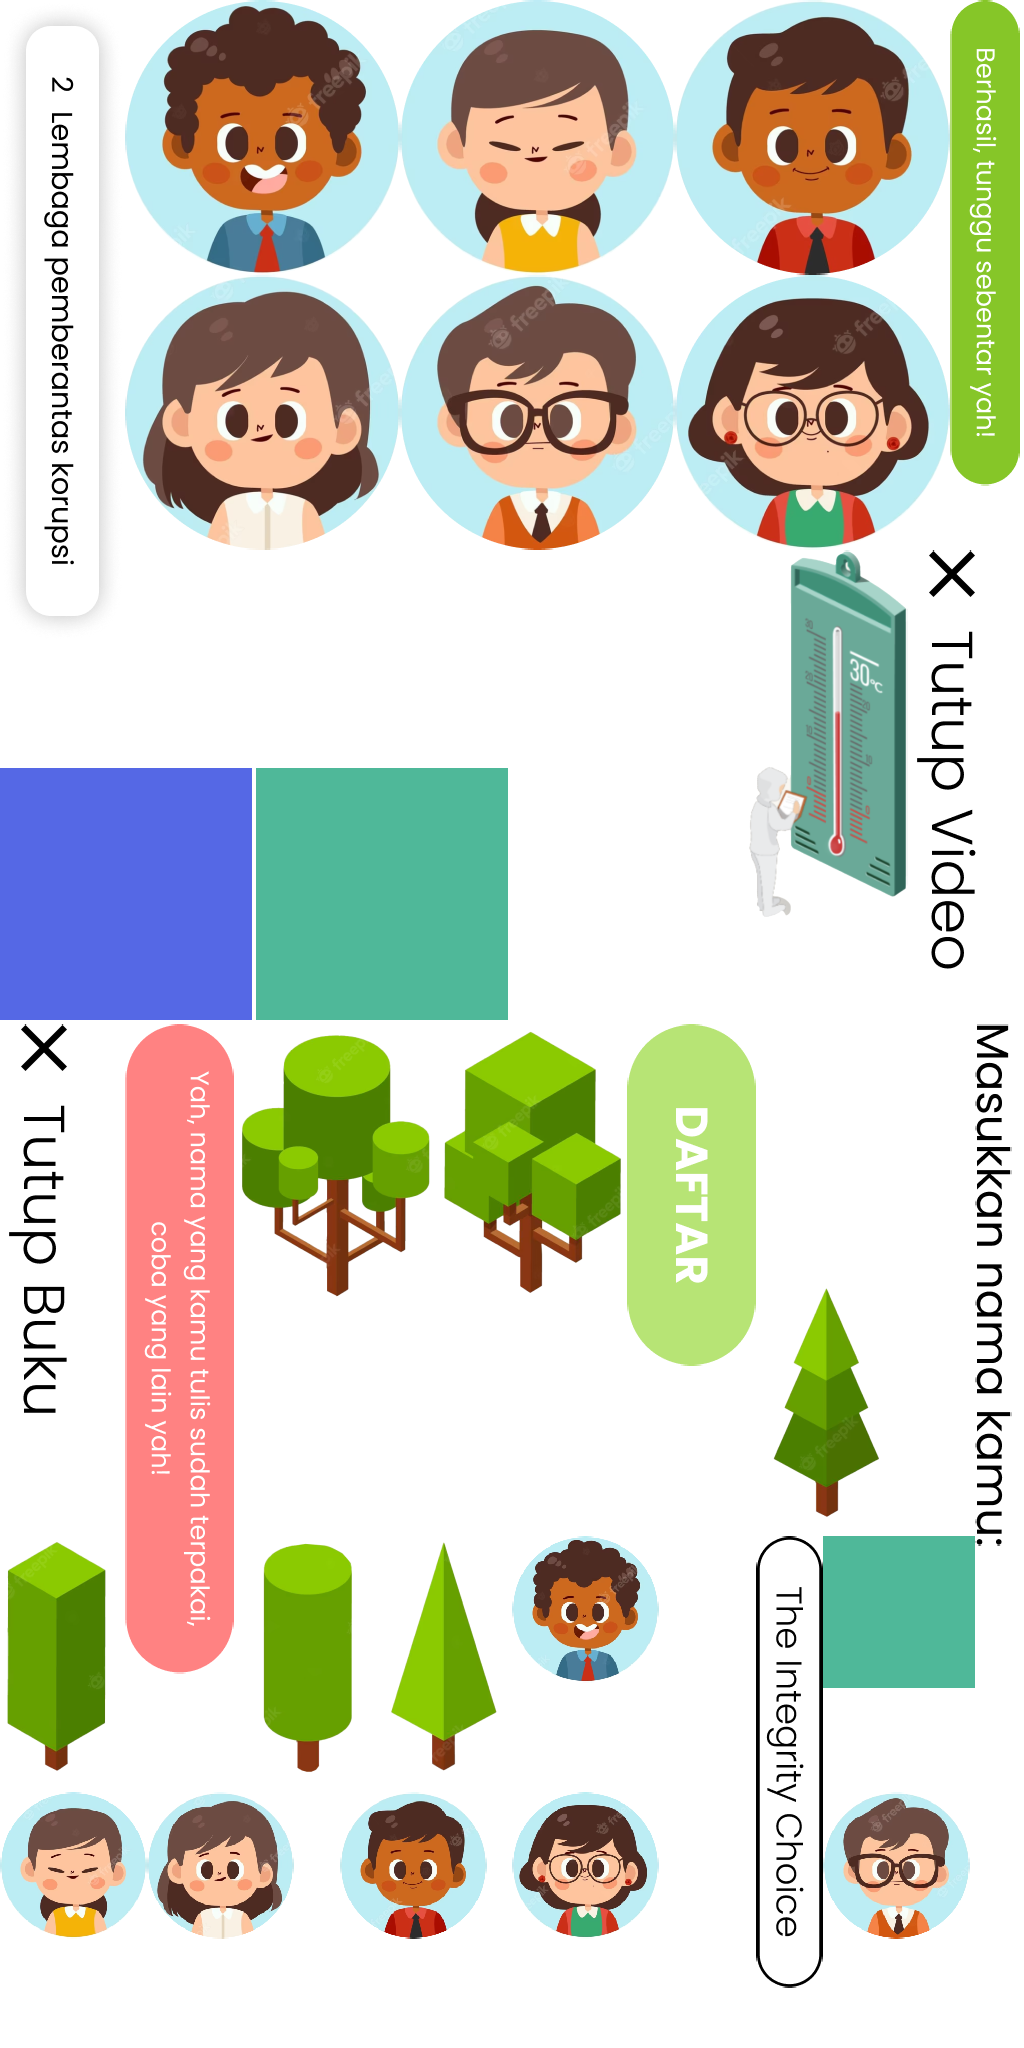 Berhasil, tunggu sebentar yah!
2 Lembaga pemberantas korupsi
× Tutup Video
30°C
Masukkan nama kamu:
DAFTAR
Yah, nama yang kamu tulis sudah terpakai,
coba yang lain yah!
× Tutup Buku
The Integrity Choice
freepik